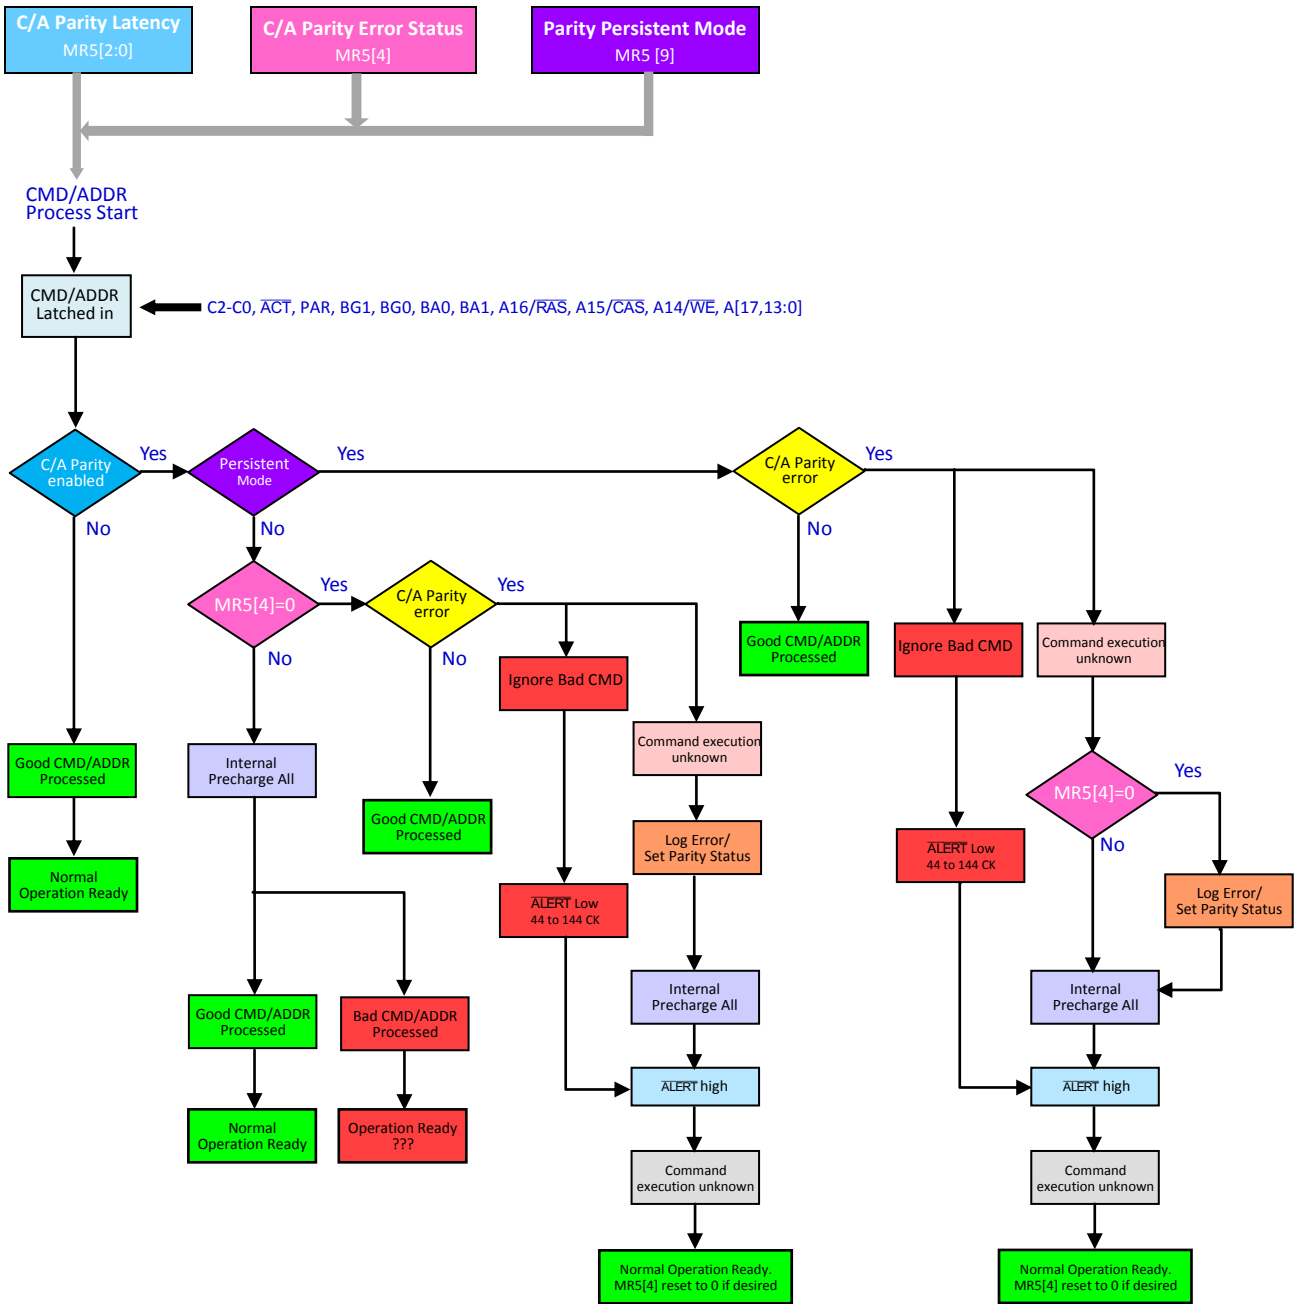 C/A Parity Latency
MR5[2:0]
C/A Parity Error Status
MR5[4]
Parity Persistent Mode
MR5 [9]
CMD/ADDR
Process Start
CMD/ADDR
Latched in
C2-C0, A̅C̅T̅, PAR, BG1, BG0, BA0, BA1, A16/R̅A̅S̅, A15/C̅A̅S̅, A14/W̅E̅, A[17,13:0]
C/A Parity
enabled
Yes
No
Persistent
Mode
Yes
No
C/A Parity
error
Yes
No
MR5[4]=0
Yes
No
C/A Parity
error
Yes
No
Good CMD/ADDR
Processed
Ignore Bad CMD
Command execution
unknown
Ignore Bad CMD
Command execution
unknown
Good CMD/ADDR
Processed
Internal
Precharge All
Good CMD/ADDR
Processed
MR5[4]=0
Yes
No
Log Error/
Set Parity Status
A̅L̅E̅R̅T̅ Low
44 to 144 CK
Normal
Operation Ready
A̅L̅E̅R̅T̅ Low
44 to 144 CK
Log Error/
Set Parity Status
Good CMD/ADDR
Processed
Bad CMD/ADDR
Processed
Internal
Precharge All
Internal
Precharge All
A̅L̅E̅R̅T̅ high
A̅L̅E̅R̅T̅ high
Normal
Operation Ready
Operation Ready
???
Command
execution unknown
Command
execution unknown
Normal Operation Ready.
MR5[4] reset to 0 if desired
Normal Operation Ready.
MR5[4] reset to 0 if desired